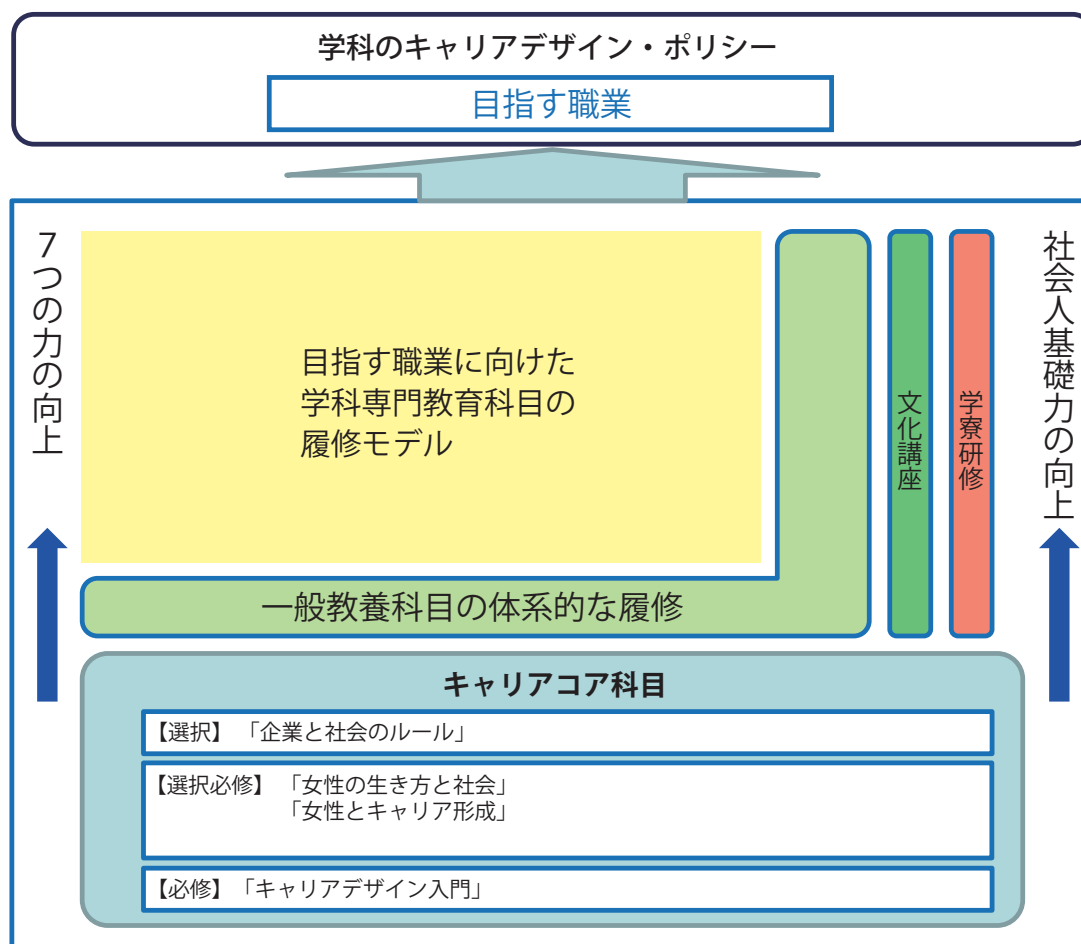 学科のキャリアデザイン・ポリシー
目指す職業
7つの力の向上
目指す職業に向けた
学科専門教育科目の
履修モデル
文化講座
学寮研修
社会人基礎力の向上
一般教養科目の体系的な履修
キャリアコア科目
【選択】「企業と社会のルール」
【選択必修】「女性の生き方と社会」
「女性とキャリア形成」
【必修】「キャリアデザイン入門」